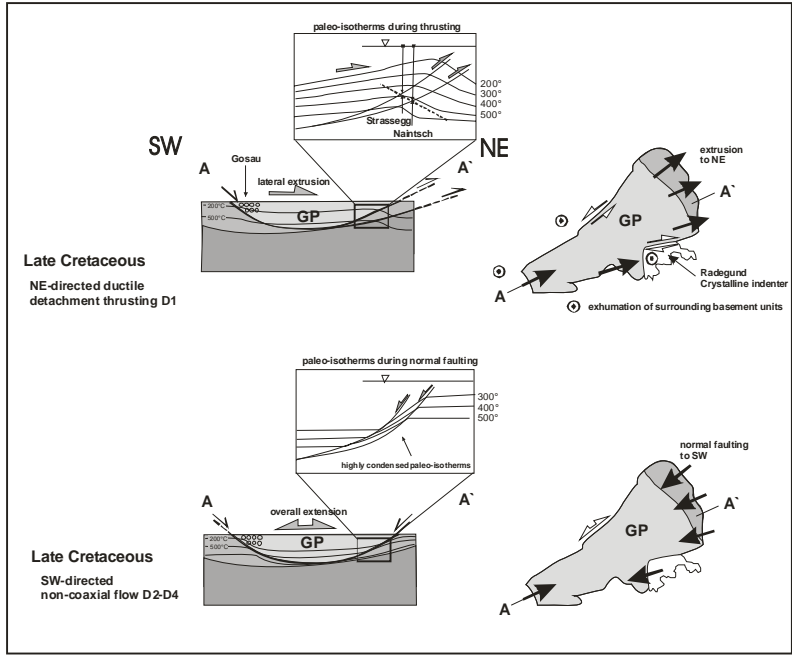 paleo-isotherms during thrusting
200°
300°
400°
500°
Strassegg
Naintsch
SW
NE
A
Gosau
A`
lateral extrusion
200°C
500°C
GP
Late Cretaceous
NE-directed ductile
detachment thrusting D1
extrusion
to NE
A`
GP
A
Radegund
Crystalline indenter
exhumation of surrounding basement units
paleo-isotherms during normal faulting
300°
400°
500°
highly condensed paleo-isotherms
A
overall extension
A`
200°C
500°C
GP
Late Cretaceous
SW-directed
non-coaxial flow D2-D4
normal faulting
to SW
A`
GP
A